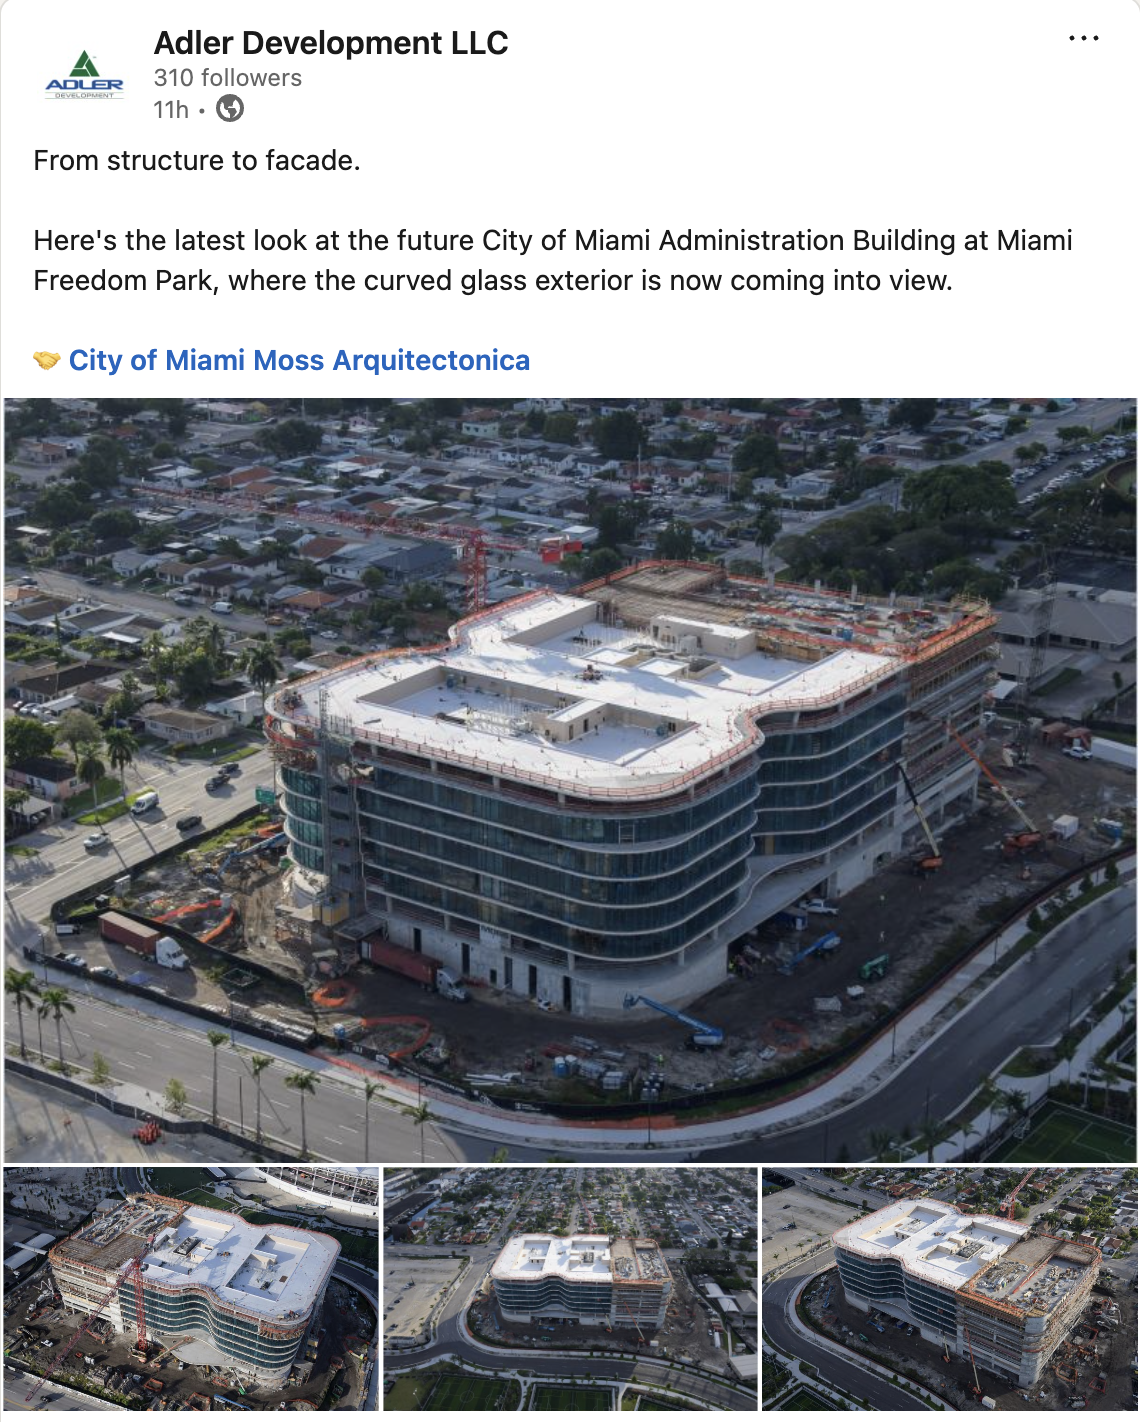 Adler Development LLC
310 followers
11h •
ADLER
DEVELOPMENT
From structure to facade.
Here's the latest look at the future City of Miami Administration Building at Miami
Freedom Park, where the curved glass exterior is now coming into view.
🤝 City of Miami Moss Arquitectonica